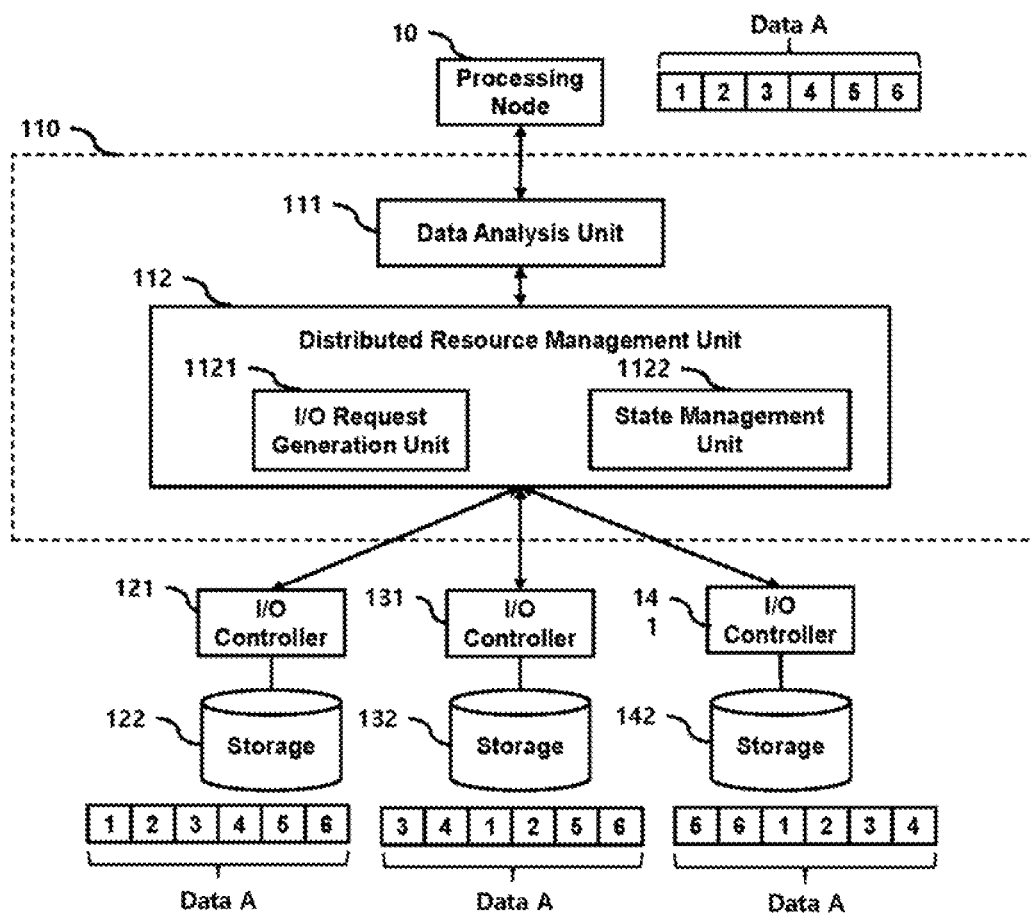 Data A
10
Processing
Node
1 2 3 4 5 6
110
111
Data Analysis Unit
112
Distributed Resource Management Unit
1121
1122
I/O Request
Generation Unit
State Management
Unit
121
I/O
Controller
131
I/O
Controller
14
1
I/O
Controller
122
Storage
132
Storage
142
Storage
1 2 3 4 5 6
3 4 1 2 5 6
5 6 1 2 3 4
Data A
Data A
Data A